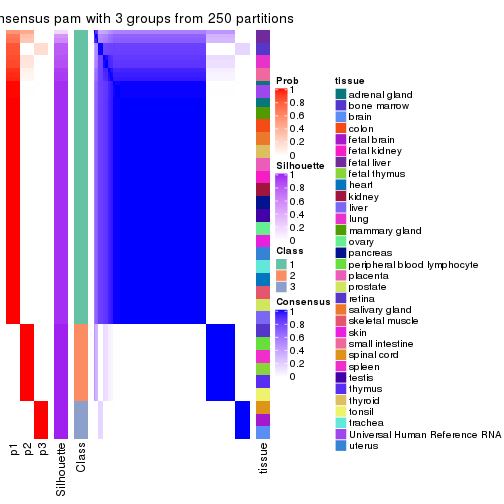 nsensus pam with 3 groups from 250 partitions
Prob
1
0.8
0.6
0.4
0.2
0
Silhouette
1
0.8
0.6
0.4
0.2
0
Class
1
2
3
Consensus
1
0.8
0.6
0.4
0.2
0
tissue
adrenal gland
bone marrow
brain
colon
fetal brain
fetal kidney
fetal liver
fetal thymus
heart
kidney
liver
lung
mammary gland
ovary
pancreas
peripheral blood lymphocyte
placenta
prostate
retina
salivary gland
skeletal muscle
skin
small intestine
spinal cord
spleen
testis
thymus
thyroid
tonsil
trachea
Universal Human Reference RNA
uterus
p1
p2
p3
Silhouette
Class
tissue